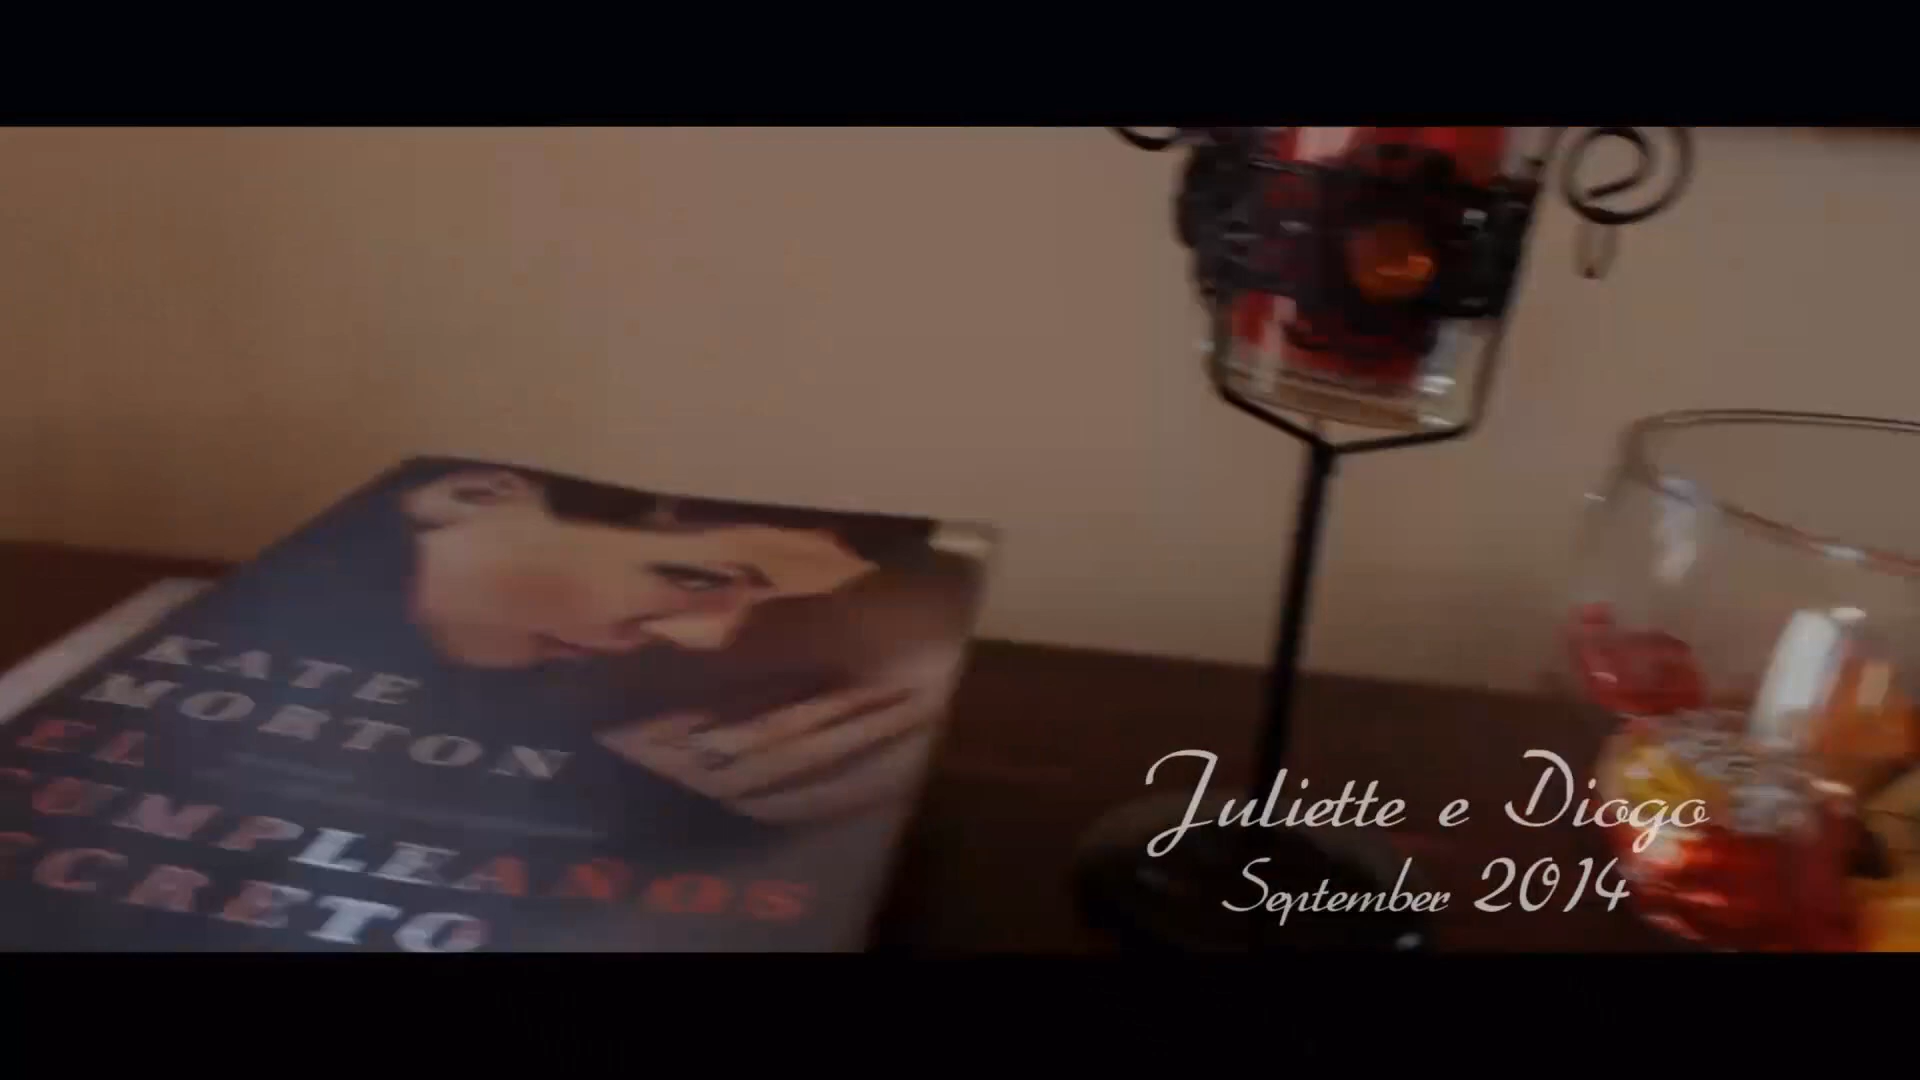 KATE
MORTON
EL
CUMPLEAÑOS
SECRETO
Juliette e Diogo
September 2014